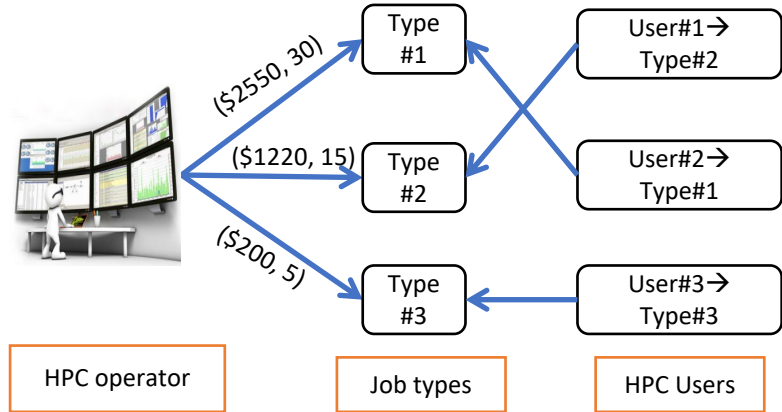 Type
#1
User#1→
Type#2
($2550, 30)
($1220, 15)
Type
#2
User#2→
Type#1
($200, 5)
Type
#3
User#3→
Type#3
HPC operator
Job types
HPC Users